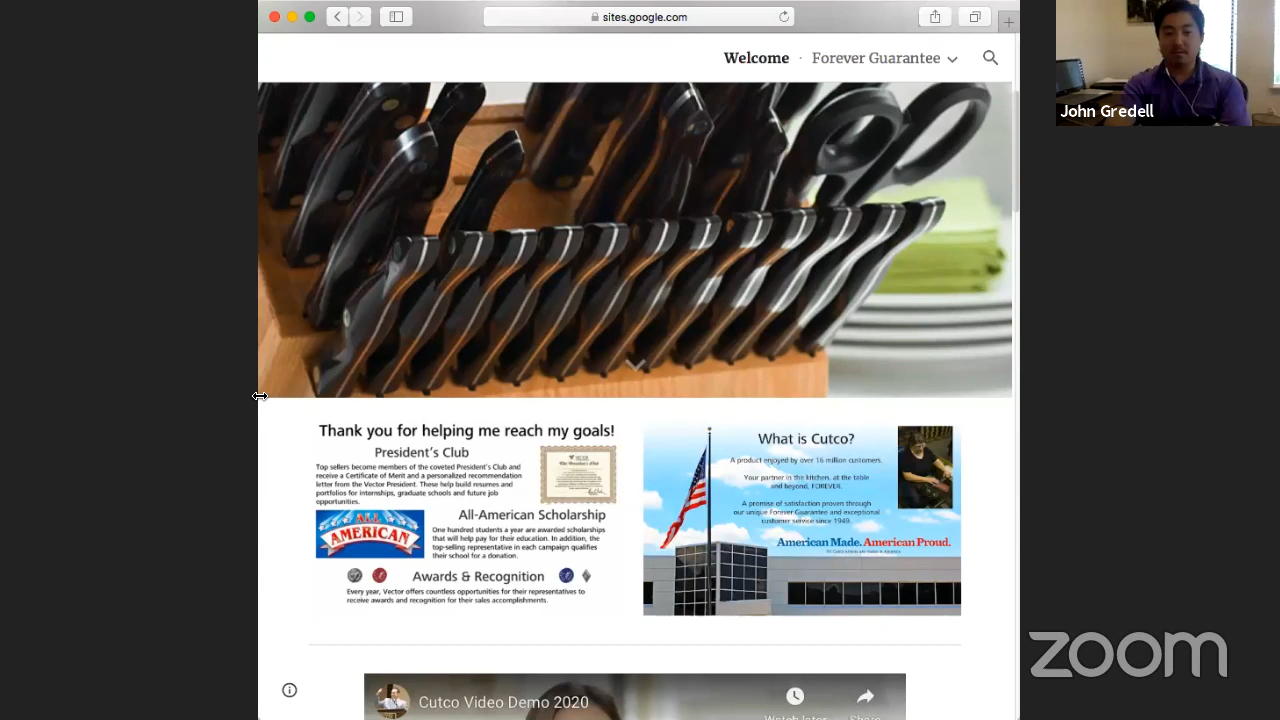 sites.google.com
Welcome · Forever Guarantee
John Gredell
Thank you for helping me reach my goals!
President's Club
Top sellers become members of the coveted President's Club and
receive a Certificate of Merit and a personalized recommendation
letter from the Vector President. These help build resumes and
portfolios for internships, graduate schools and future job
opportunities.
ALL
AMERICAN
All-American Scholarship
One hundred students a year are awarded scholarships
that will help pay for their education. In addition, the
top-selling representative in each campaign qualifies
their school for a donation.
Awards & Recognition
Every year, Vector offers countless opportunities for their representatives to
receive awards and recognition for their sales accomplishments.
What is Cutco?
A product enjoyed by over 16 million customers.
Your partner in the kitchen, at the table
and beyond, FOREVER.
A promise of satisfaction proven through
our unique Forever Guarantee and exceptional
customer service since 1949.
American Made. American Proud.
Cutco Video Demo 2020
Watch later
Share
zoom